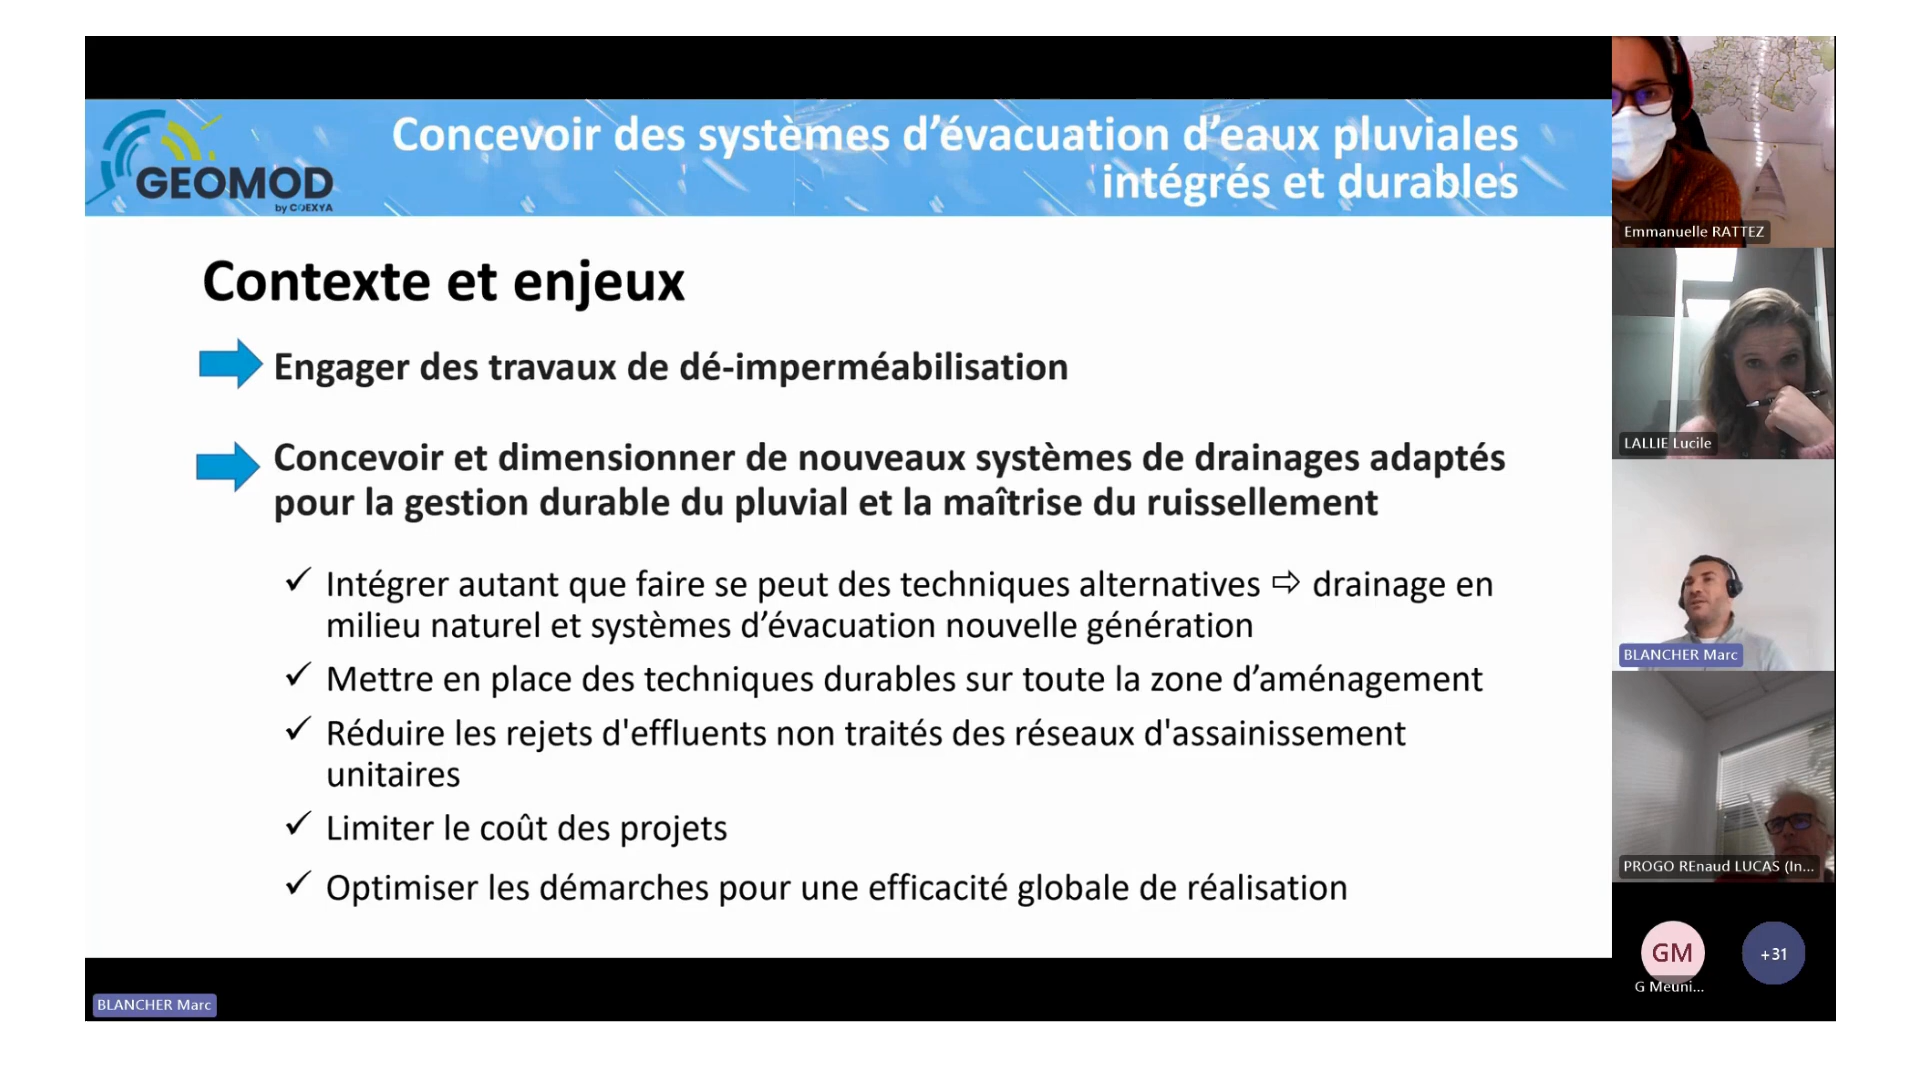 GEOMOD
by COEXYA
Concevoir des systèmes d’évacuation d’eaux pluviales
intégrés et durables
Contexte et enjeux
Engager des travaux de dé-imperméabilisation
Concevoir et dimensionner de nouveaux systèmes de drainages adaptés
pour la gestion durable du pluvial et la maîtrise du ruissellement
✓ Intégrer autant que faire se peut des techniques alternatives ⇨ drainage en
milieu naturel et systèmes d’évacuation nouvelle génération
✓ Mettre en place des techniques durables sur toute la zone d’aménagement
✓ Réduire les rejets d'effluents non traités des réseaux d'assainissement
unitaires
✓ Limiter le coût des projets
✓ Optimiser les démarches pour une efficacité globale de réalisation
BLANCHER Marc
Emmanuelle RATTEZ
LALLIE Lucile
BLANCHER Marc
PROGO REnaud LUCAS (In...
GM
G Meuni...
+31